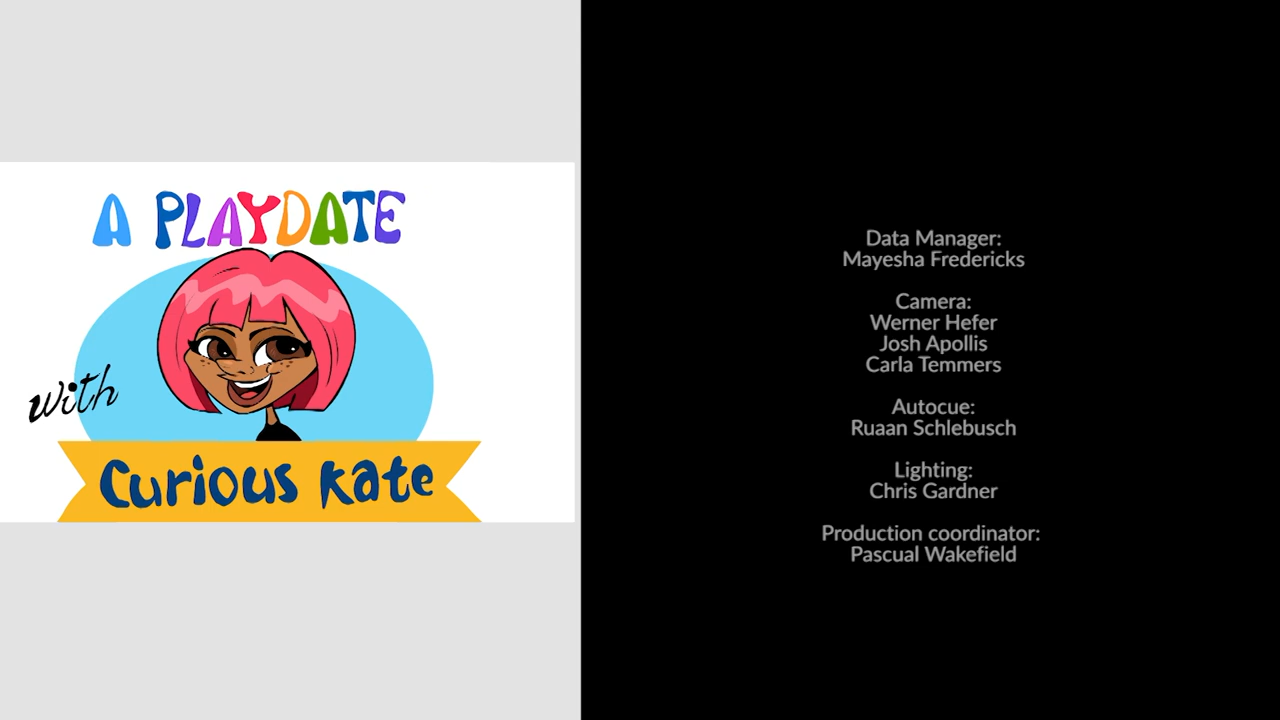 A PLAYDATE
with
Curious Kate
Data Manager:
Mayesha Fredericks
Camera:
Werner Hefer
Josh Apollis
Carla Temmers
Autocue:
Ruaan Schlebusch
Lighting:
Chris Gardner
Production coordinator:
Pascual Wakefield